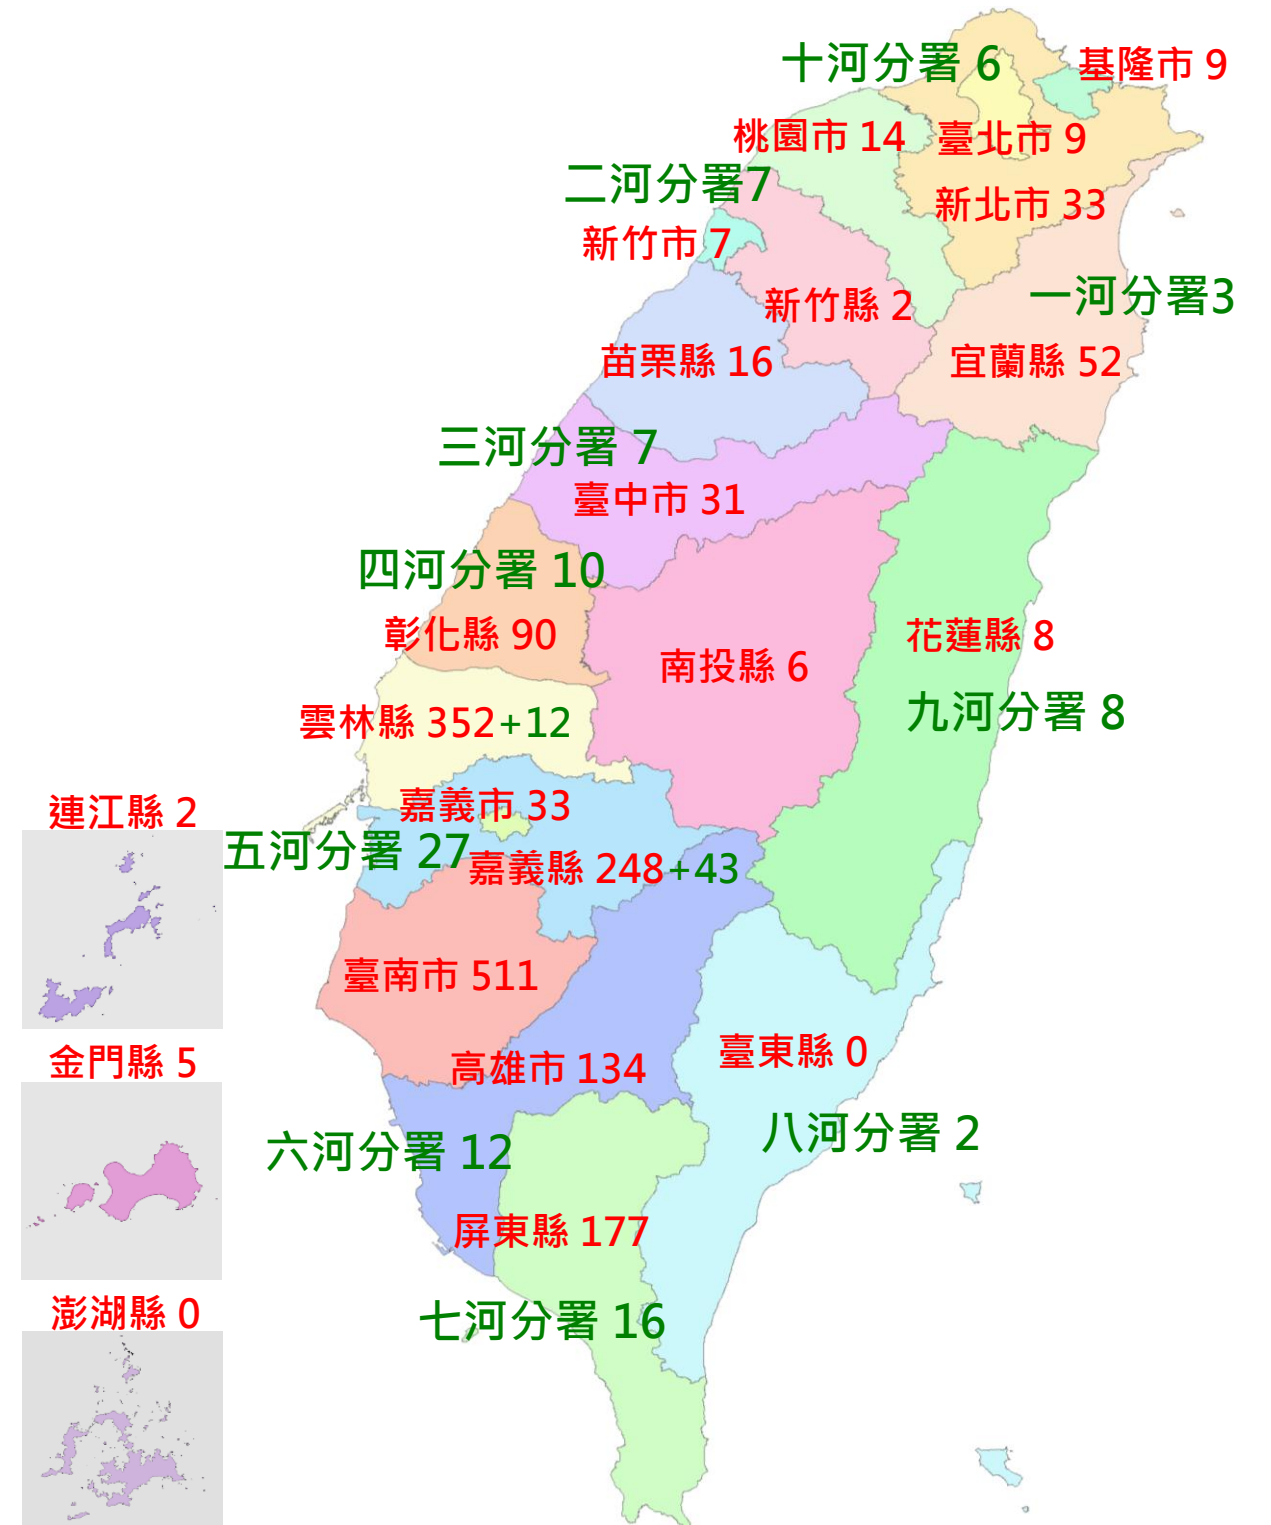 十河分署 6
基隆市 9
桃園市 14
臺北市 9
二河分署7
新北市 33
新竹市 7
一河分署3
新竹縣 2
苗栗縣 16
宜蘭縣 52
三河分署 7
臺中市 31
四河分署 10
彰化縣 90
花蓮縣 8
南投縣 6
九河分署 8
雲林縣 352+12
嘉義市 33
連江縣 2
五河分署 27
嘉義縣 248+43
臺南市 511
臺東縣 0
金門縣 5
高雄市 134
八河分署 2
六河分署 12
屏東縣 177
澎湖縣 0
七河分署 16